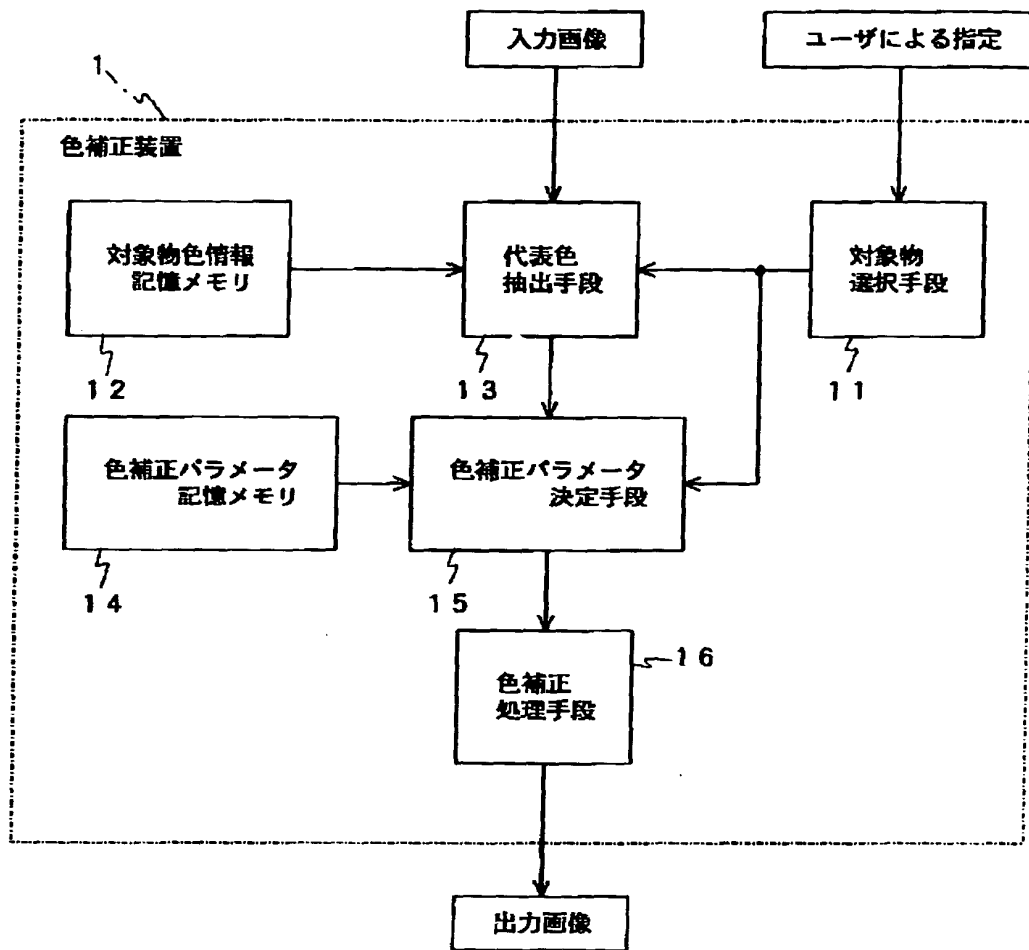 入力画像
ユーザによる指定
1
色補正装置
対象物色情報
記憶メモリ
代表色
抽出手段
対象物
選択手段
12
13
11
色補正パラメータ
記憶メモリ
色補正パラメータ
決定手段
14
15
色補正
処理手段
16
出力画像